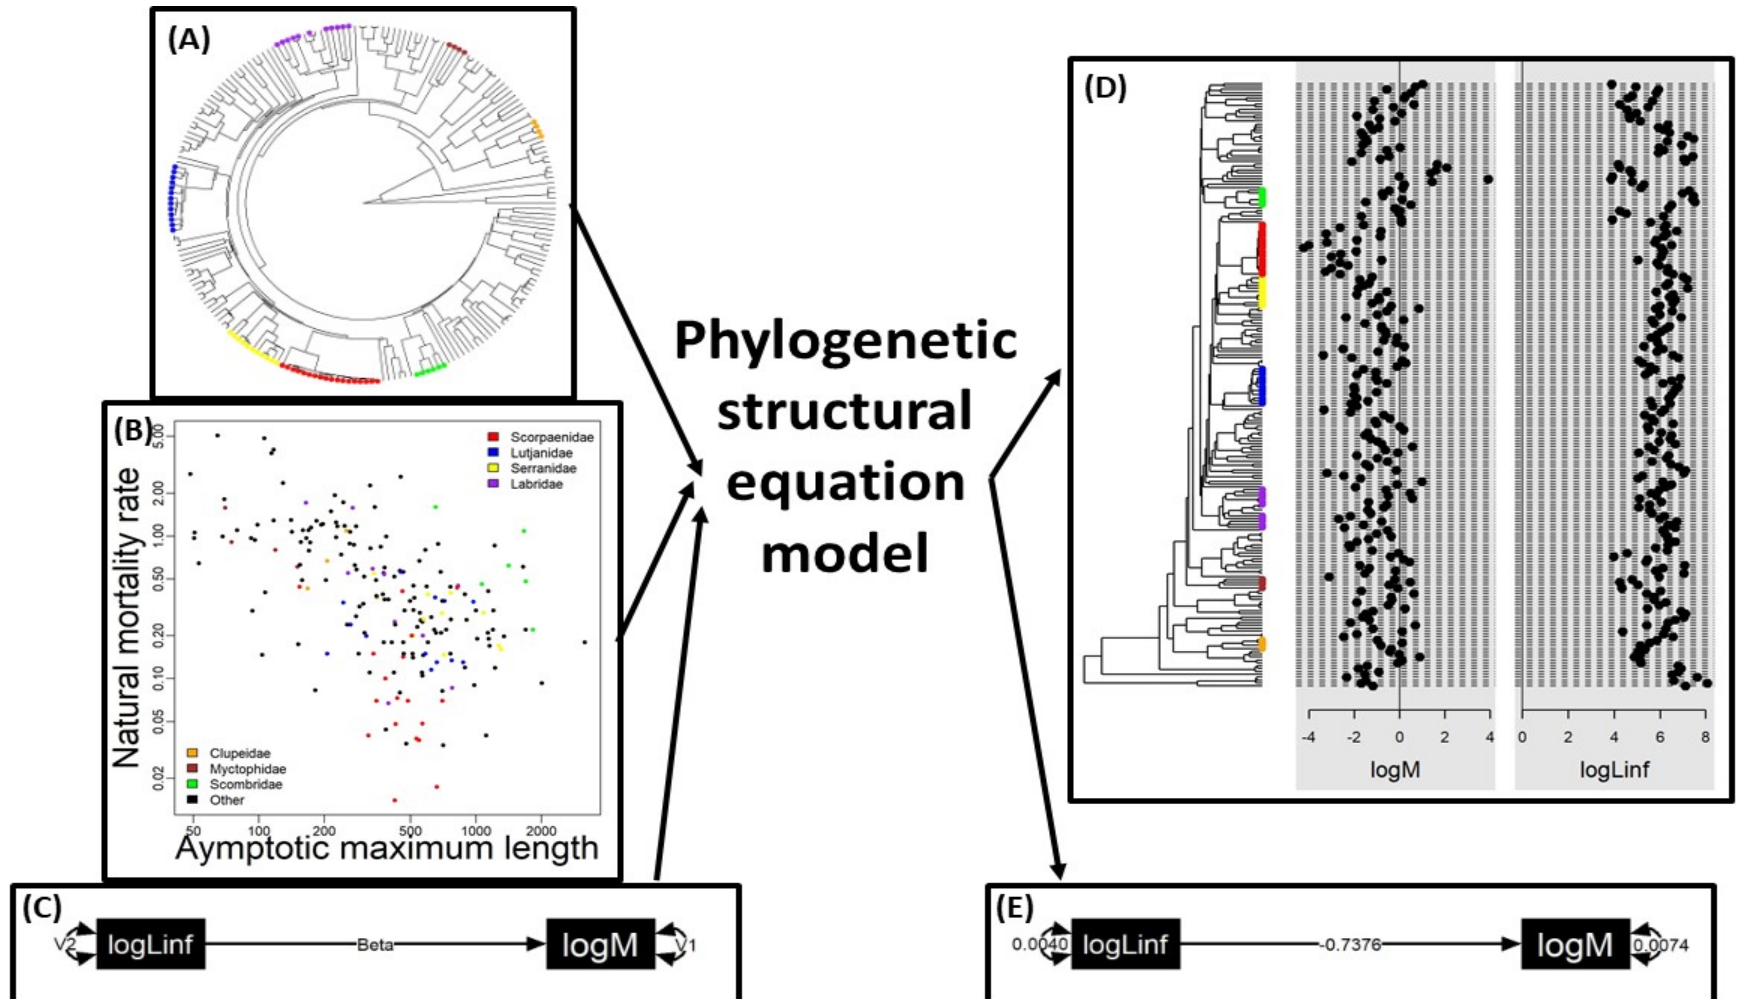 (A)
(B)
Natural mortality rate
5.00
2.00
1.00
0.50
0.20
0.10
0.05
0.02
Scorpaenidae
Lutjanidae
Serranidae
Labridae
Clupeidae
Myctophidae
Scombridae
Other
50 100 200 500 1000 2000
Aymptotic maximum length
(C)
V2 logLinf Beta logM V1
Phylogenetic
structural
equation
model
(D)
-4 -2 0 2 4
logM
0 2 4 6 8
logLinf
(E)
0.0040 logLinf -0.7376 logM 0.0074